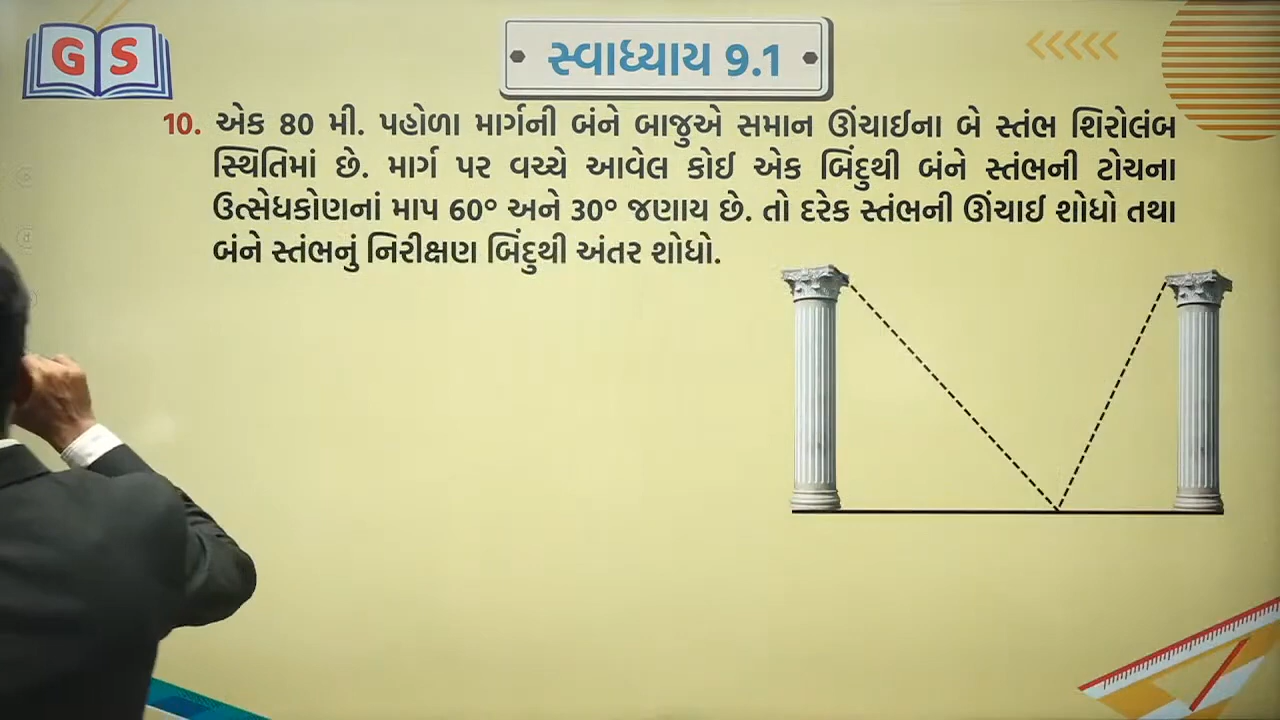 GS
સ્વાધ્યાય 9.1
10. એક 80 મી. પહોળા માર્ગની બંને બાજુએ સમાન ઊંચાઈના બે સ્તંભ શિરોલંબ
સ્થિતિમાં છે. માર્ગ પર વચ્ચે આવેલ કોઈ એક બિંદુથી બંને સ્તંભની ટોચના
ઉત્સેધકોણનાં માપ 60° અને 30° જણાય છે. તો દરેક સ્તંભની ઊંચાઈ શોધો તથા
બંને સ્તંભનું નિરીક્ષણ બિંદુથી અંતર શોધો.